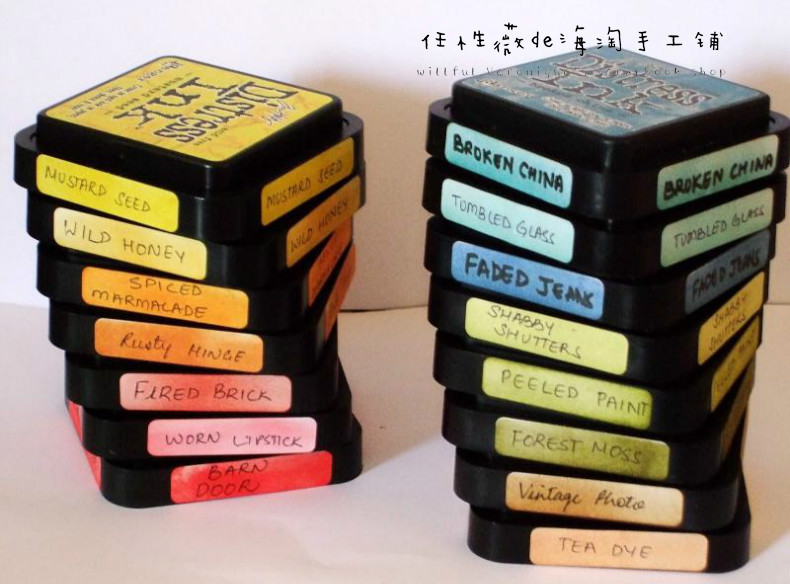 任性薇de海淘手工铺
Distress
Ink
MUSTARD SEED
MUSTARD SEED
WILD HONEY
WILD HONEY
SPICED
MARMALADE
Rusty HINGE
FIRED BRICK
WORN LIPSTICK
BARN
DOOR
Distress
Ink
BROKEN CHINA
BROKEN CHINA
TUMBLED GLASS
TUMBLED GLASS
FADED JEANS
FADED JEANS
SHABBY
SHUTTERS
SHABBY
SHUTTERS
PEELED PAINT
FOREST MOSS
Vintage Photo
TEA DYE